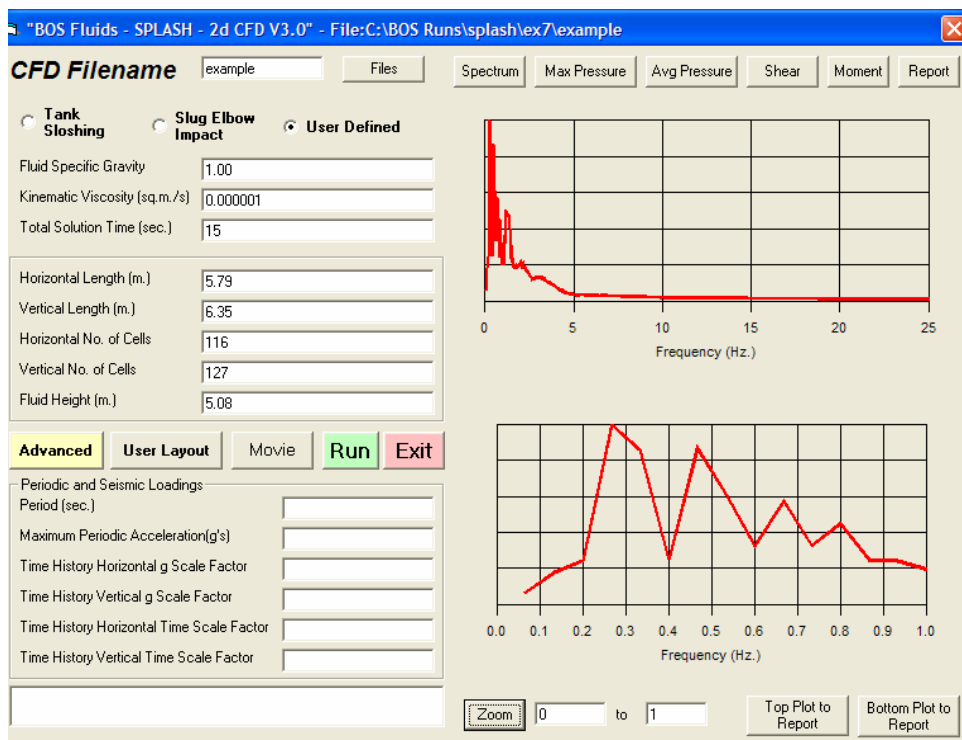 "BOS Fluids - SPLASH - 2d CFD V3.0" - File:C:\BOS Runs\splash\ex7\example
CFD Filename example Files
Spectrum Max Pressure Avg Pressure Shear Moment Report
Tank Sloshing
Slug Elbow Impact
User Defined
Fluid Specific Gravity 1.00
Kinematic Viscosity (sq.m./s) 0.000001
Total Solution Time (sec.) 15
Horizontal Length (m.) 5.79
Vertical Length (m.) 6.35
Horizontal No. of Cells 116
Vertical No. of Cells 127
Fluid Height (m.) 5.08
Advanced User Layout Movie Run Exit
Periodic and Seismic Loadings
Period (sec.)
Maximum Periodic Acceleration(g's)
Time History Horizontal g Scale Factor
Time History Vertical g Scale Factor
Time History Horizontal Time Scale Factor
Time History Vertical Time Scale Factor
0 5 10 15 20 25
Frequency (Hz.)
0.0 0.1 0.2 0.3 0.4 0.5 0.6 0.7 0.8 0.9 1.0
Frequency (Hz.)
Zoom 0 to 1
Top Plot to Report
Bottom Plot to Report